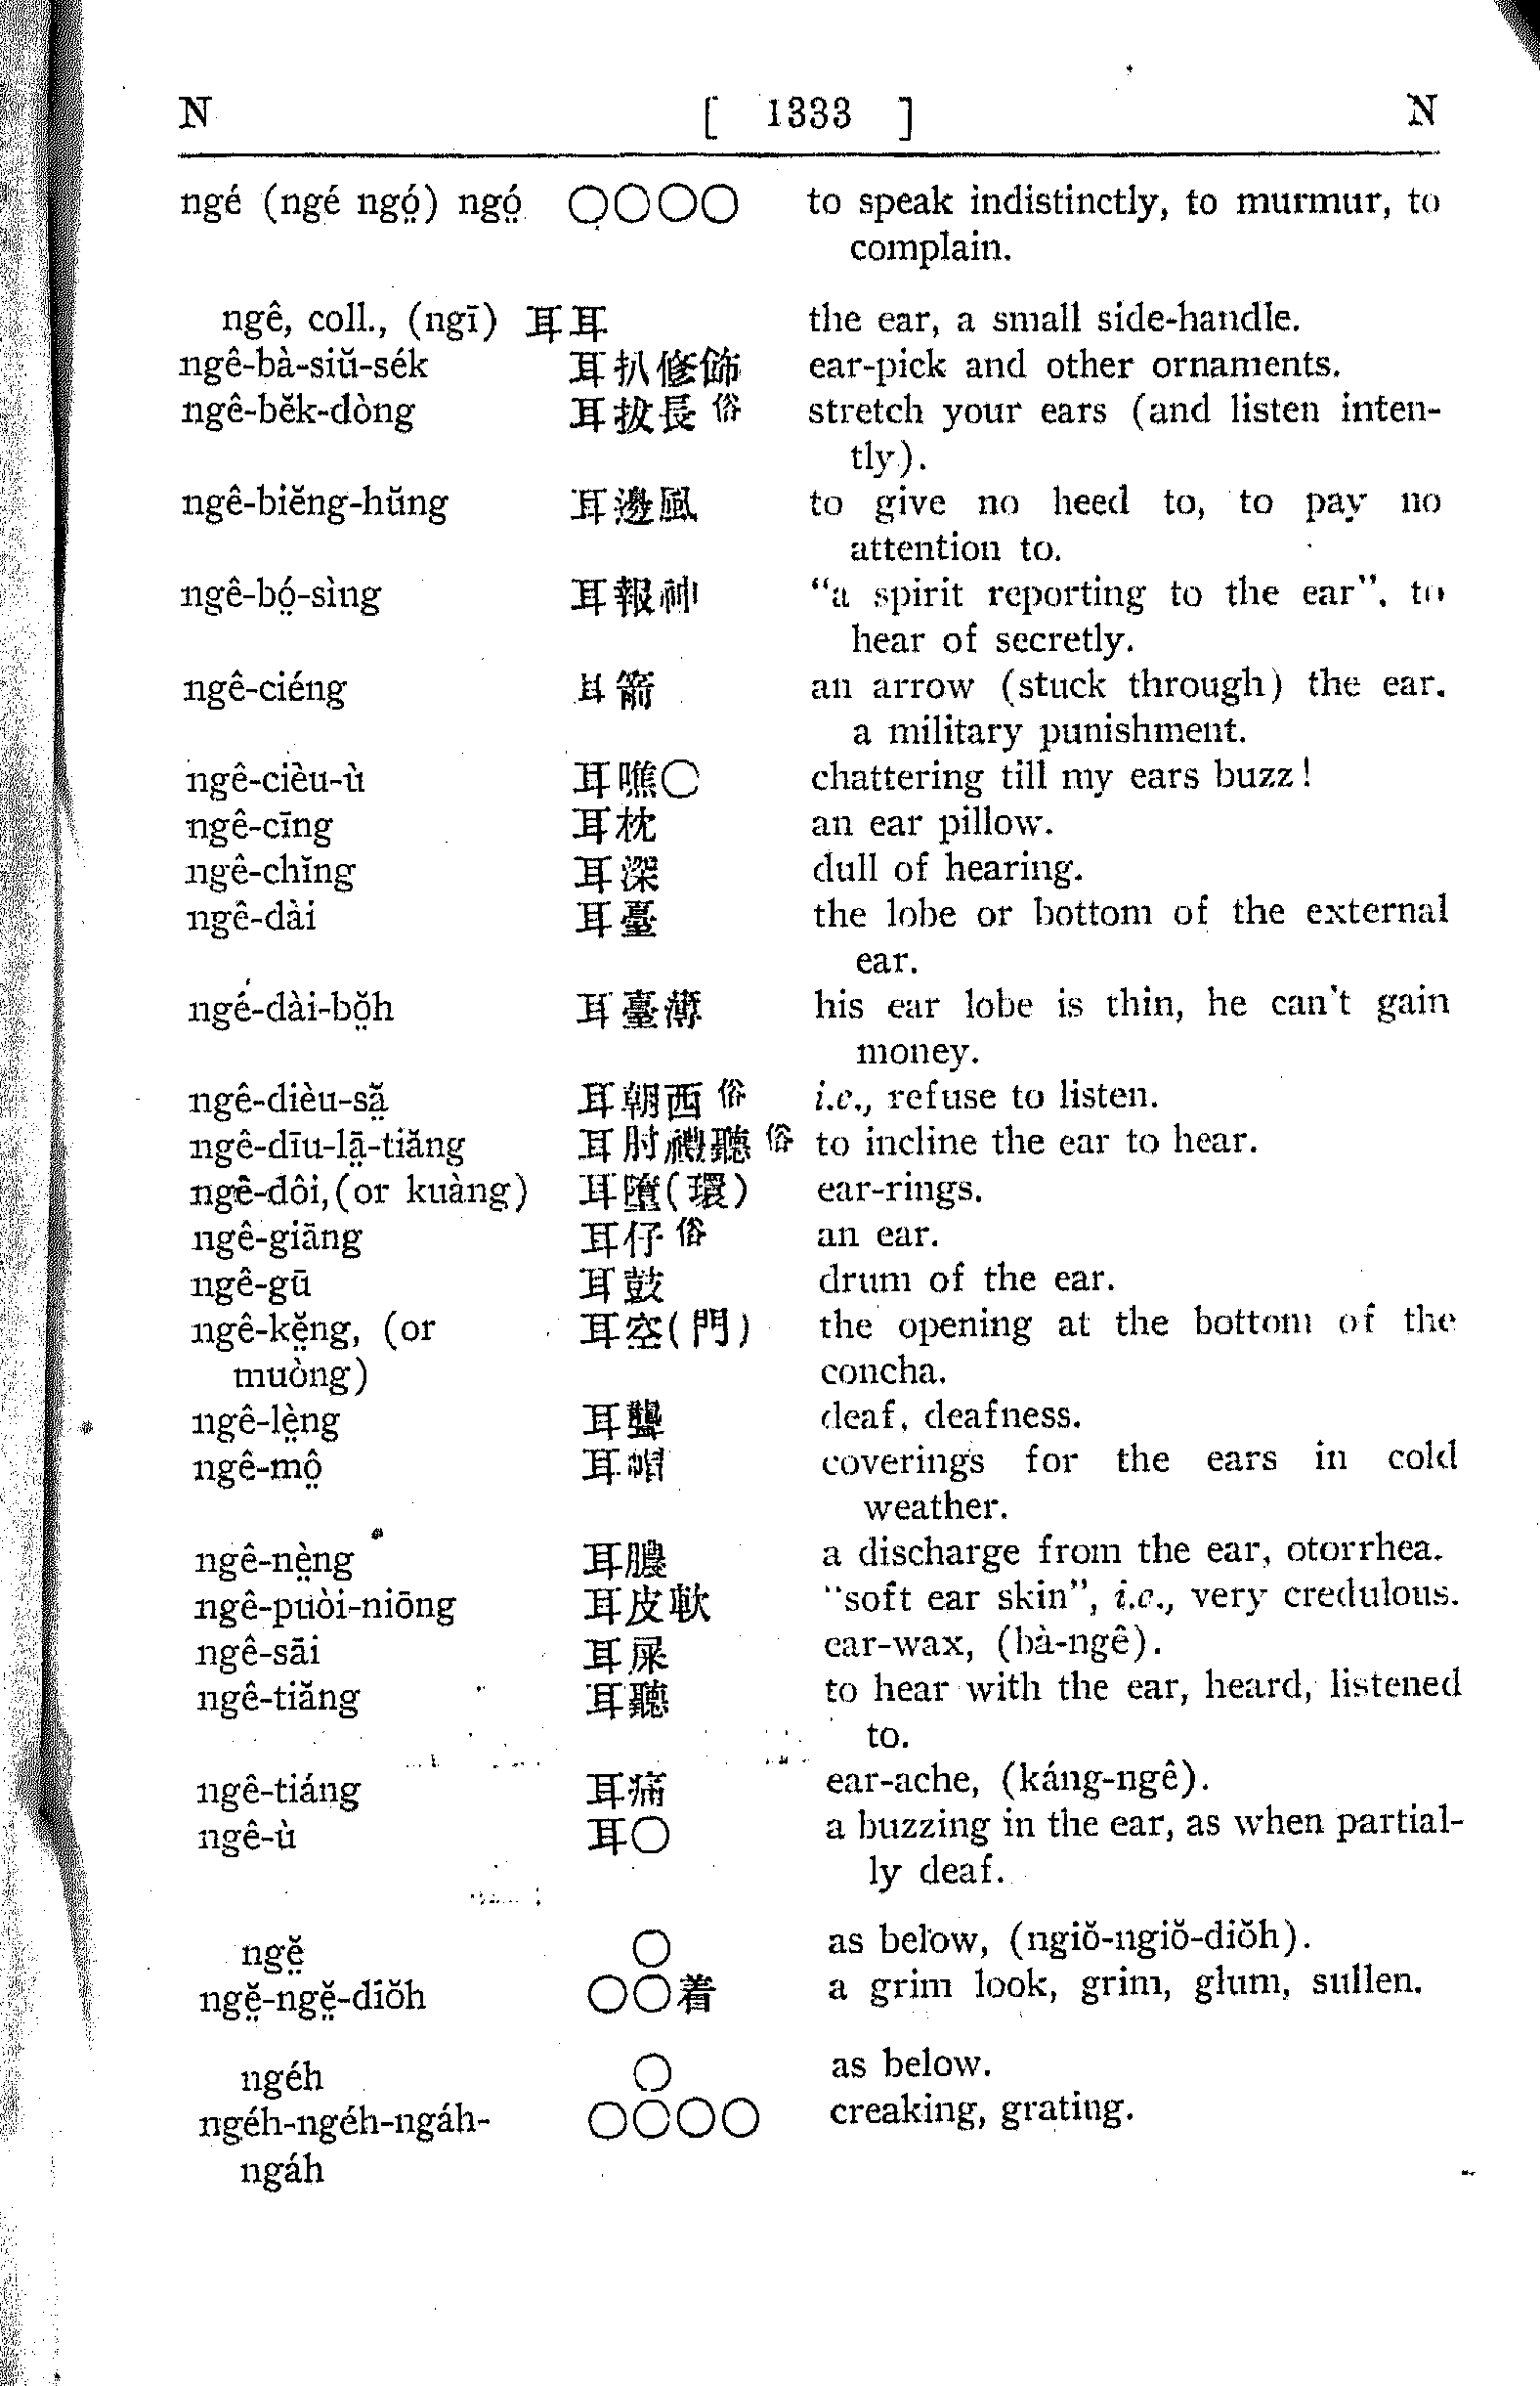 N [ 1333 ] N
ngé (ngé ngó̤) ngó̤ ○○○○ to speak indistinctly, to murmur, to
complain.
ngê, coll., (ngī) 耳耳 the ear, a small side-handle.
ngê-bà-siŭ-sék 耳扒修飾 ear-pick and other ornaments.
ngê-bĕk-dòng 耳拔長俗 stretch your ears (and listen inten-
tly).
ngê-biĕng-hŭng 耳邊風 to give no heed to, to pay no
attention to.
ngê-bó̤-sìng 耳報神 "a spirit reporting to the ear". to
hear of secretly.
ngê-ciéng 耳箭 an arrow (stuck through) the ear.
a military punishment.
ngê-cièu-ù 耳噍○ chattering till my ears buzz!
ngê-cīng 耳枕 an ear pillow.
ngê-chĭng 耳深 dull of hearing.
ngê-dài 耳臺 the lobe or bottom of the external
ear.
ngé-dài-bŏ̤h 耳臺薄 his ear lobe is thin, he can't gain
money.
ngê-dièu-să̤ 耳朝西俗 i.e., refuse to listen.
ngê-dīu-lā̤-tiăng 耳肘禮聽俗 to incline the ear to hear.
ngê-dôi,(or kuàng) 耳墮(環) ear-rings.
ngê-giāng 耳仔俗 an ear.
ngê-gū 耳鼓 drum of the ear.
ngê-kĕ̤ng, (or 耳空(門) the opening at the bottom of the
muòng) concha.
ngê-lè̤ng 耳聾 deaf, deafness.
ngê-mô̤ 耳帽 coverings for the ears in cold
weather.
ngê-nè̤ng 耳膿 a discharge from the ear, otorrhea.
ngê-puòi-niōng 耳皮軟 "soft ear skin", i.e., very credulous.
ngê-sāi 耳屎 ear-wax, (bà-ngê).
ngê-tiăng 耳聽 to hear with the ear, heard, listened
to.
ngê-tiáng 耳痛 ear-ache, (káng-ngê).
ngê-ù 耳○ a buzzing in the ear, as when partial-
ly deaf.
ngĕ̤ ○ as below, (ngiŏ-ngiŏ-diŏh).
ngĕ̤-ngĕ̤-diŏh ○○着 a grim look, grim, glum, sullen.
ngéh ○ as below.
ngéh-ngéh-ngáh- ○○○○ creaking, grating.
ngáh